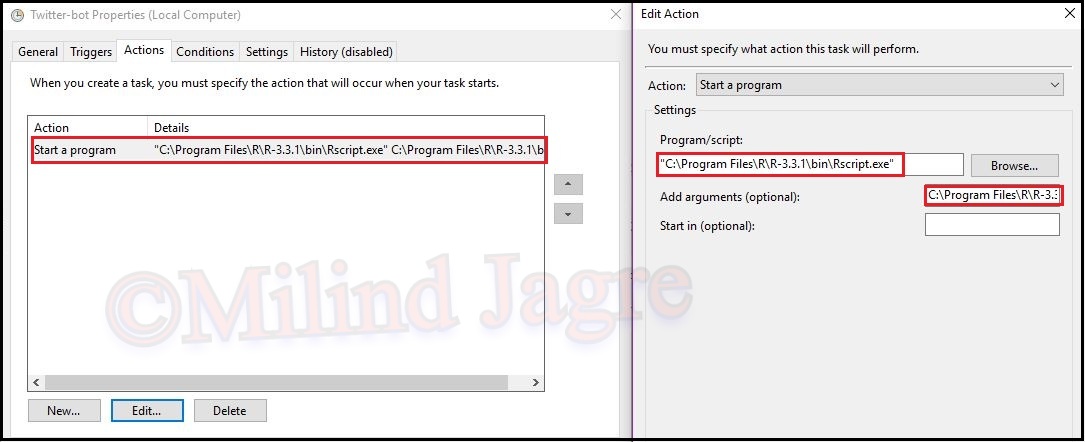 Twitter-bot Properties (Local Computer)
General Triggers Actions Conditions Settings History (disabled)
When you create a task, you must specify the action that will occur when your task starts.
Action Details
Start a program "C:\Program Files\R\R-3.3.1\bin\Rscript.exe" C:\Program Files\R\R-3.3.1\b
New... Edit... Delete
Edit Action
You must specify what action this task will perform.
Action: Start a program
Settings
Program/script:
"C:\Program Files\R\R-3.3.1\bin\Rscript.exe" Browse...
Add arguments (optional): C:\Program Files\R\R-3.3
Start in (optional):
©Milind Jagre